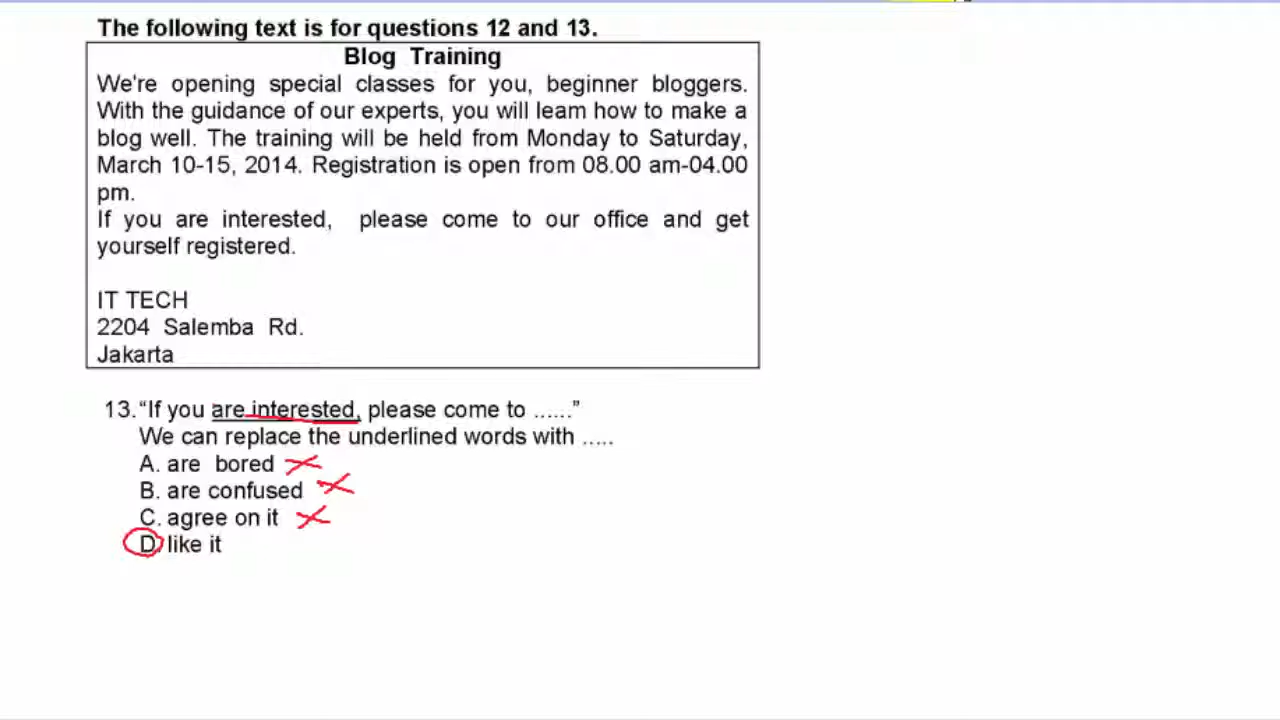 The following text is for questions 12 and 13.
Blog Training
We're opening special classes for you, beginner bloggers.
With the guidance of our experts, you will learn how to make a
blog well. The training will be held from Monday to Saturday,
March 10-15, 2014. Registration is open from 08.00 am-04.00
pm.
If you are interested, please come to our office and get
yourself registered.
IT TECH
2204 Salemba Rd.
Jakarta
13. “If you are interested, please come to ......”
We can replace the underlined words with .....
A. are bored
B. are confused
C. agree on it
D. like it